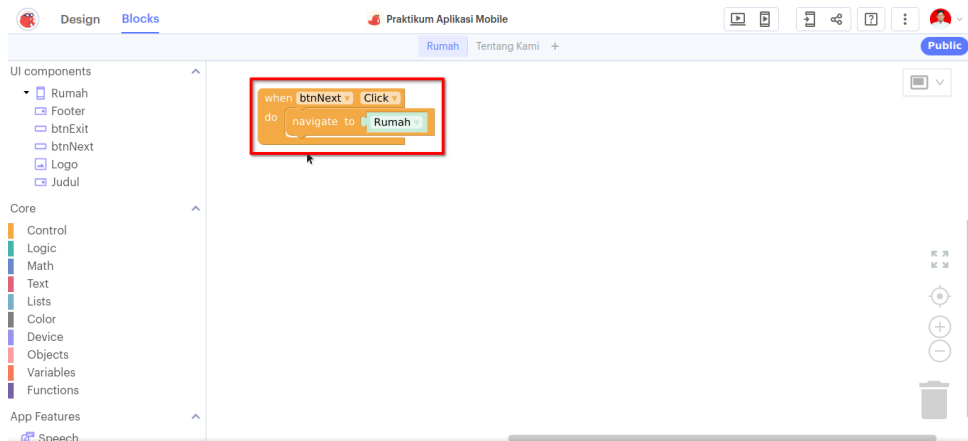 Design Blocks Praktikum Aplikasi Mobile
Rumah Tentang Kami + Public
UI components
Rumah
Footer
btnExit
btnNext
Logo
Judul
Core
Control
Logic
Math
Text
Lists
Color
Device
Objects
Variables
Functions
App Features
Speech
when btnNext Click
do navigate to Rumah